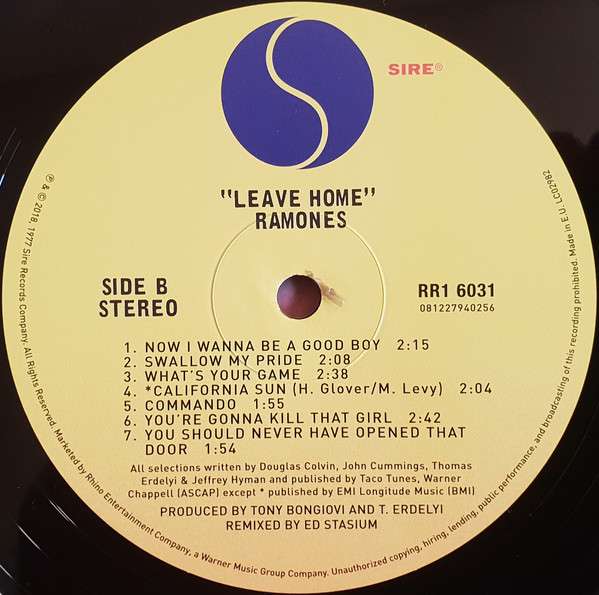 SIRE®
"LEAVE HOME"
RAMONES
SIDE B
STEREO
RR1 6031
081227940256
1. NOW I WANNA BE A GOOD BOY 2:15
2. SWALLOW MY PRIDE 2:08
3. WHAT'S YOUR GAME 2:38
4. *CALIFORNIA SUN (H. GLOVER/M. LEVY) 2:04
5. COMMANDO 1:55
6. YOU'RE GONNA KILL THAT GIRL 2:42
7. YOU SHOULD NEVER HAVE OPENED THAT
DOOR 1:54
All selections written by Douglas Colvin, John Cummings, Thomas
Erdelyi & Jeffrey Hyman and published by Taco Tunes, Warner
Chappell (ASCAP) except * published by EMI Longitude Music (BMI)
PRODUCED BY TONY BONGIOVI AND T. ERDELYI
REMIXED BY ED STASIUM
℗ & © 2018, 1977 Sire Records Company. All Rights Reserved. Marketed by Rhino Entertainment Company, a Warner Music Group Company. Unauthorized copying, hiring, lending, public performance, and broadcasting of this recording prohibited. Made in E.U. LC02982